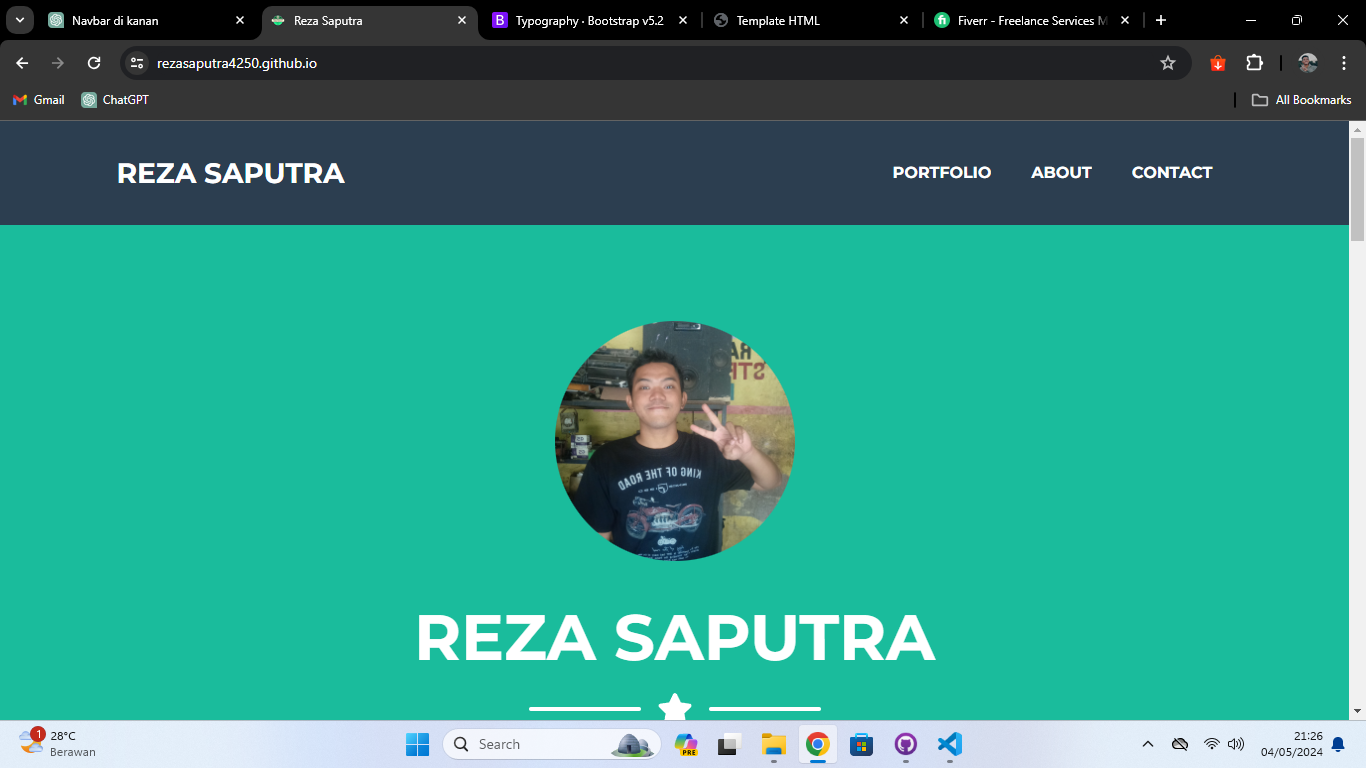 Navbar di kanan
Reza Saputra
Typography · Bootstrap v5.2
Template HTML
Fiverr - Freelance Services M
rezasaputra4250.github.io
Gmail
ChatGPT
All Bookmarks
REZA SAPUTRA
PORTFOLIO
ABOUT
CONTACT
KING OF THE ROAD
REZA SAPUTRA
1
28°C
Berawan
Search
PRE
21:26
04/05/2024